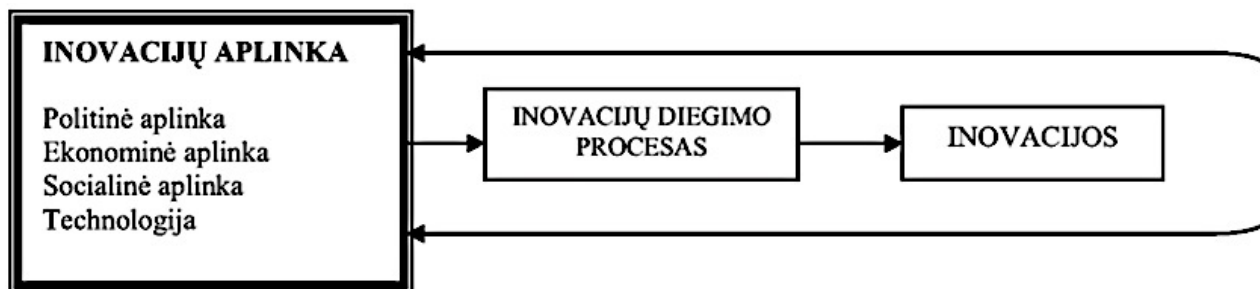 INOVACIJŲ APLINKA
Politinė aplinka
Ekonominė aplinka
Socialinė aplinka
Technologija
INOVACIJŲ DIEGIMO
PROCESAS
INOVACIJOS